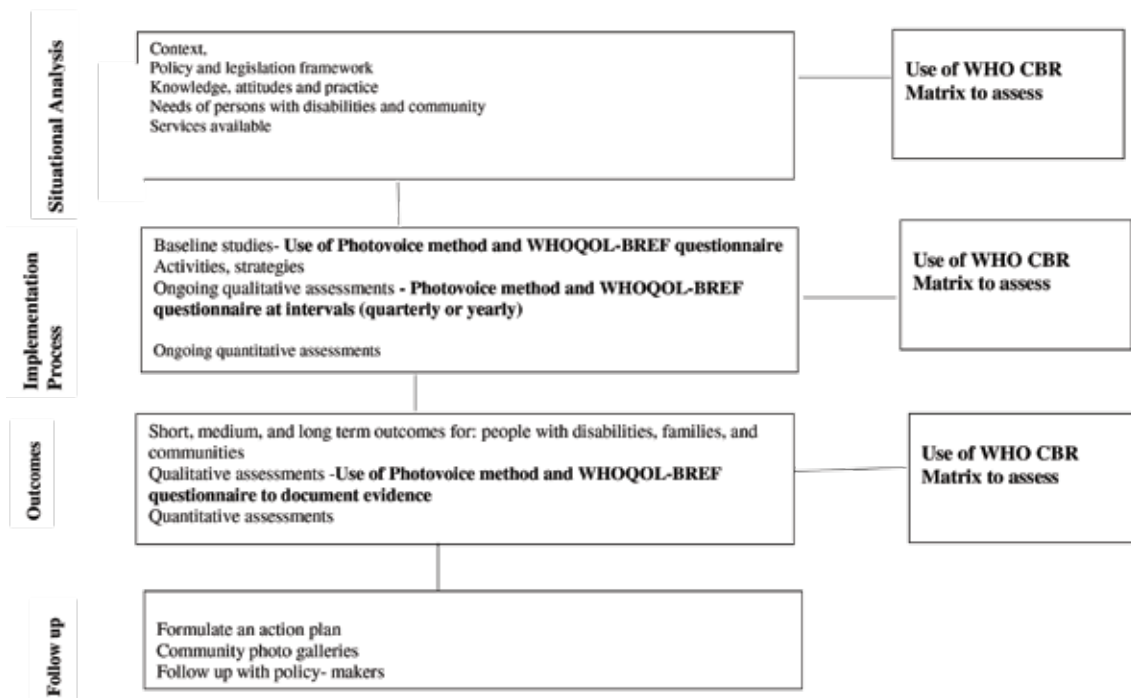 Situational Analysis
Context,
Policy and legislation framework
Knowledge, attitudes and practice
Needs of persons with disabilities and community
Services available
Use of WHO CBR
Matrix to assess
Implementation
Process
Baseline studies- Use of Photovoice method and WHOQOL-BREF questionnaire
Activities, strategies
Ongoing qualitative assessments - Photovoice method and WHOQOL-BREF
questionnaire at intervals (quarterly or yearly)
Ongoing quantitative assessments
Use of WHO CBR
Matrix to assess
Outcomes
Short, medium, and long term outcomes for: people with disabilities, families, and
communities
Qualitative assessments -Use of Photovoice method and WHOQOL-BREF
questionnaire to document evidence
Quantitative assessments
Use of WHO CBR
Matrix to assess
Follow up
Formulate an action plan
Community photo galleries
Follow up with policy- makers